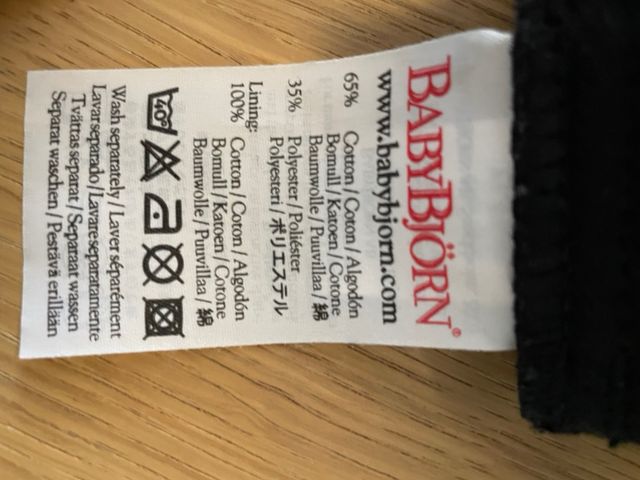 BABYBJÖRN®
www.babybjorn.com
65% Cotton / Coton / Algodón
Bomull / Katoen / Cotone
Baumwolle / Puuvillaa / 綿
35% Polyester / Poliéster
Polyesteri / ポリエステル
Lining:
100% Cotton / Coton / Algodón
Bomull / Katoen / Cotone
Baumwolle / Puuvillaa / 綿
40°
Wash separately / Laver séparément
Lavar separado / Lavare separatamente
Tvättas separat / Separaat wassen
Separat waschen / Pestävä erillään